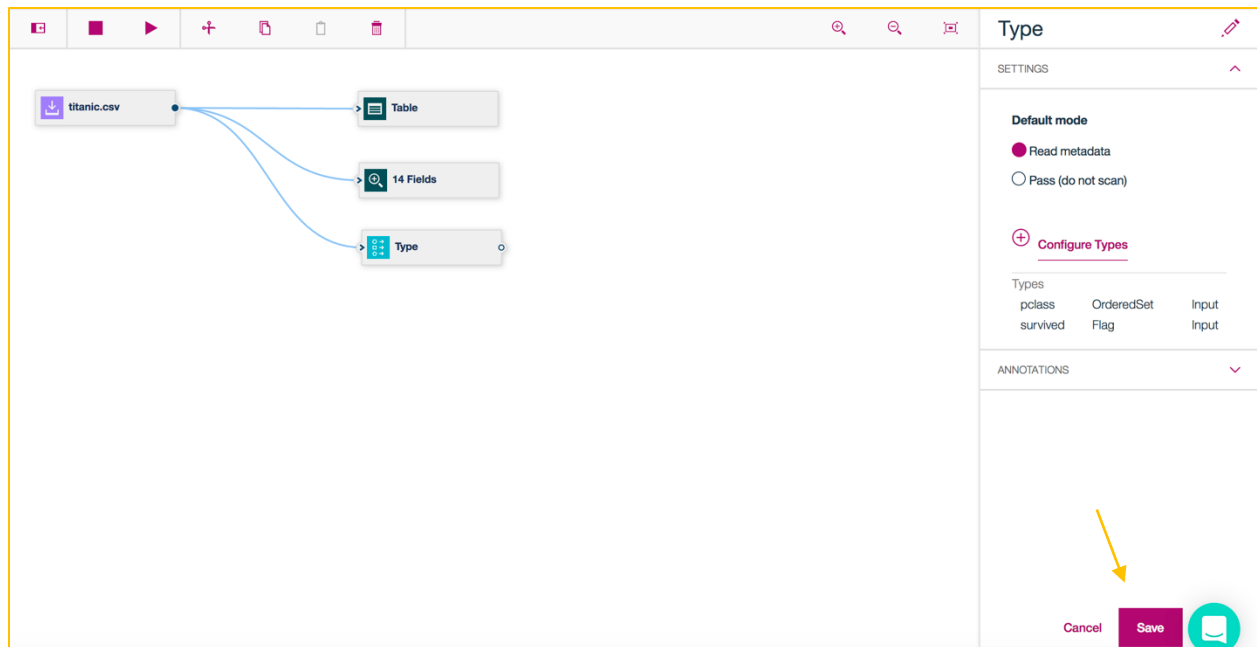 Type
SETTINGS
titanic.csv
Table
14 Fields
Type
Default mode
Read metadata
Pass (do not scan)
Configure Types
Types
pclass OrderedSet Input
survived Flag Input
ANNOTATIONS
Cancel Save